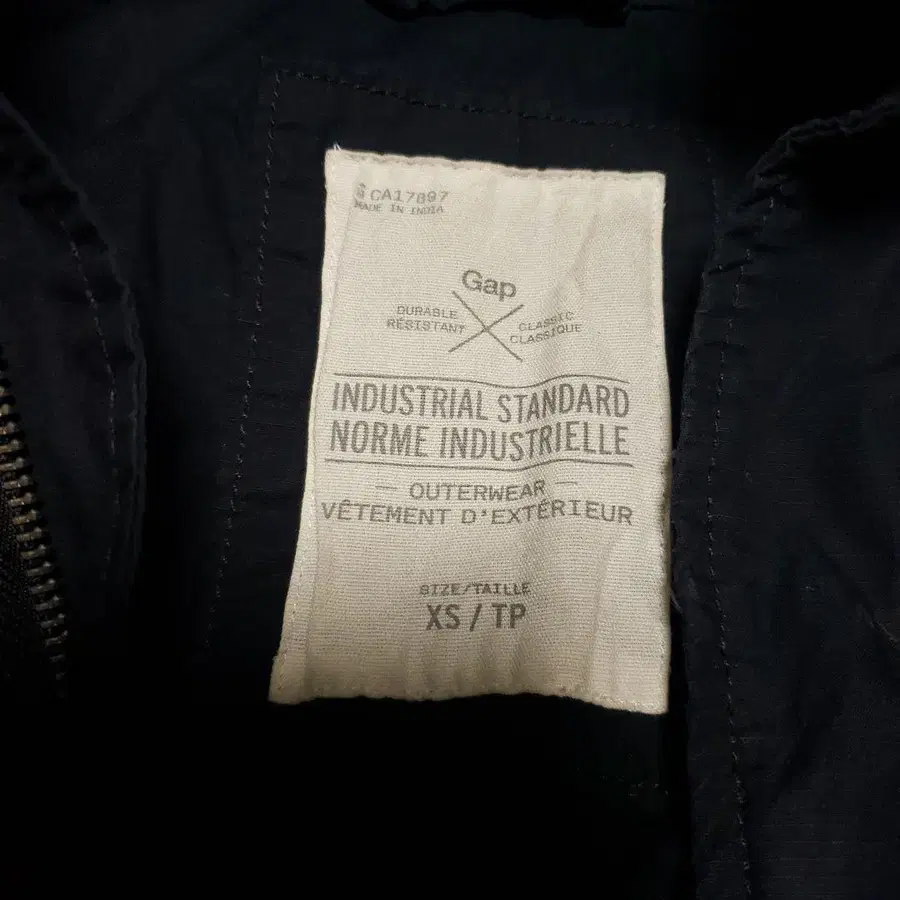 CA17897
MADE IN INDIA
Gap
DURABLE
RÉSISTANT
CLASSIC
CLASSIQUE
INDUSTRIAL STANDARD
NORME INDUSTRIELLE
— OUTERWEAR —
VÊTEMENT D'EXTÉRIEUR
SIZE/TAILLE
XS / TP